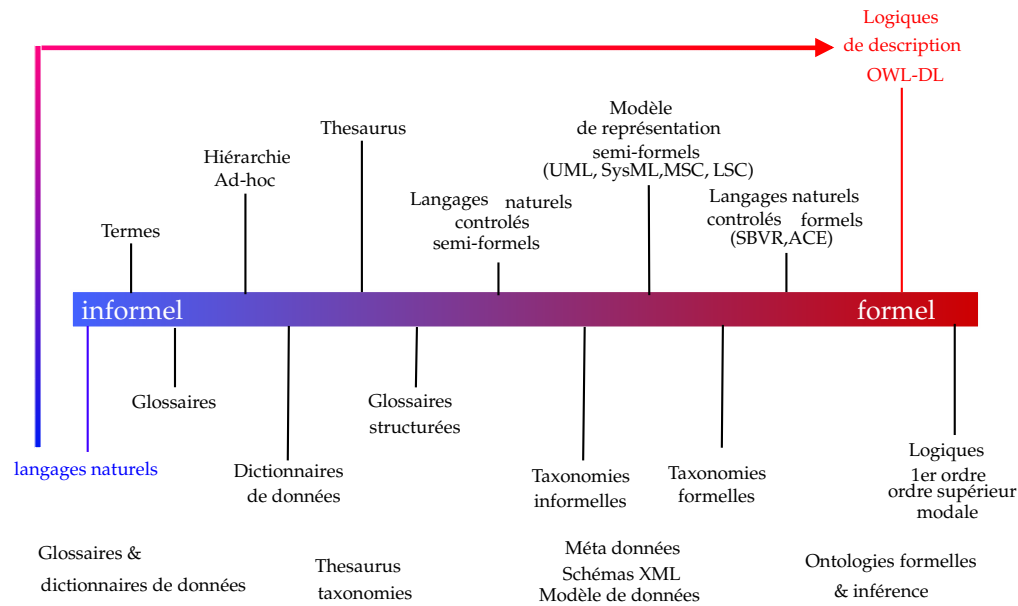 Logiques
de description
OWL-DL
Modèle
de représentation
semi-formels
(UML, SysML,MSC, LSC)
Thesaurus
Hiérarchie
Ad-hoc
Langages naturels
controlés
semi-formels
Langages naturels
controlés formels
(SBVR,ACE)
Termes
informel
formel
Glossaires
Glossaires
structurées
langages naturels
Dictionnaires
de données
Taxonomies
informelles
Taxonomies
formelles
Logiques
1er ordre
ordre supérieur
modale
Glossaires &
dictionnaires de données
Thesaurus
taxonomies
Méta données
Schémas XML
Modèle de données
Ontologies formelles
& inférence